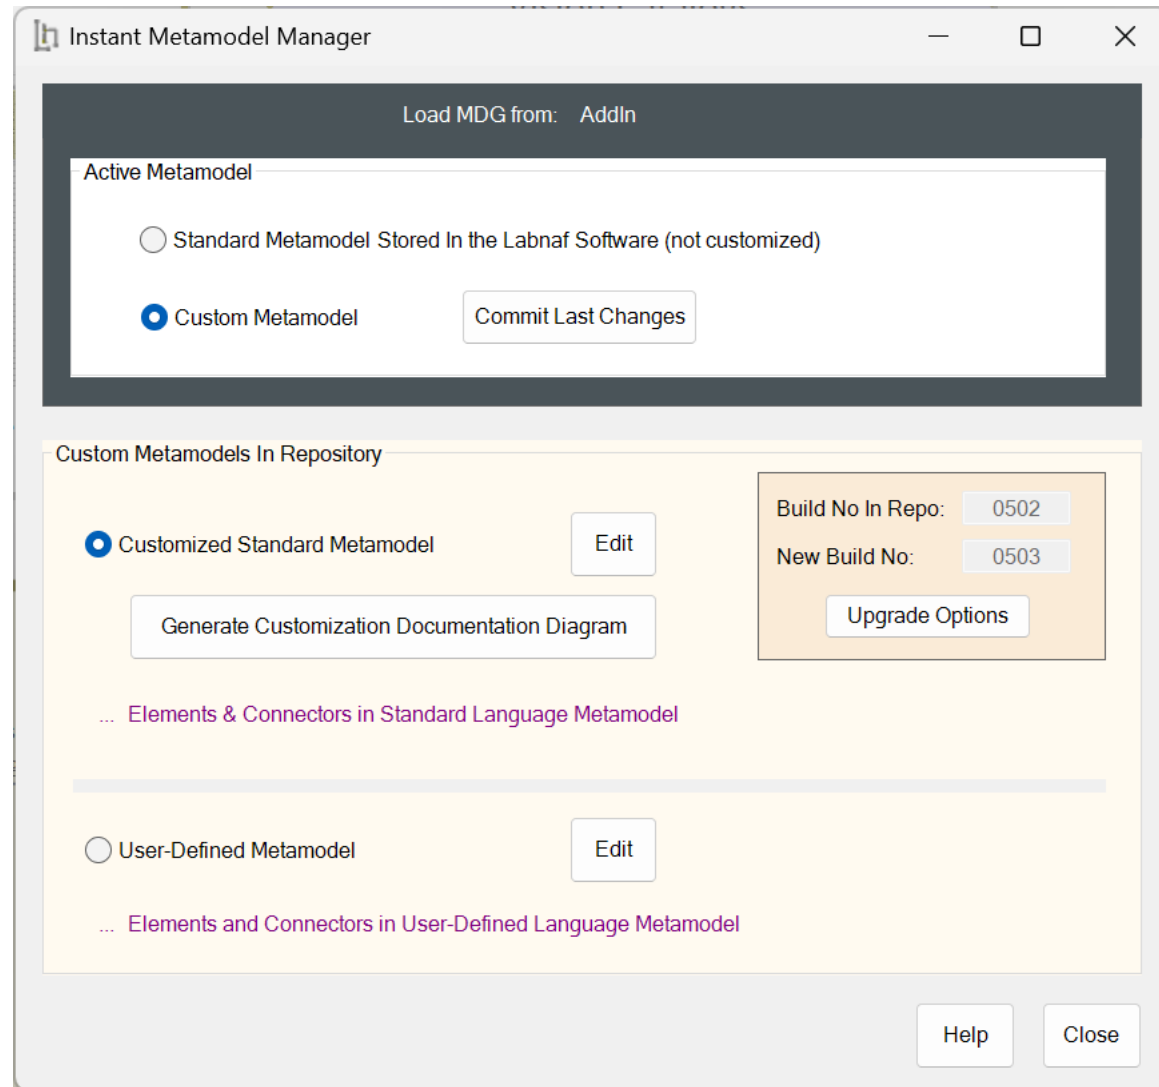 Instant Metamodel Manager
Load MDG from: AddIn
Active Metamodel
Standard Metamodel Stored In the Labnaf Software (not customized)
Custom Metamodel
Commit Last Changes
Custom Metamodels In Repository
Build No In Repo: 0502
Customized Standard Metamodel
Edit
New Build No: 0503
Upgrade Options
Generate Customization Documentation Diagram
... Elements & Connectors in Standard Language Metamodel
User-Defined Metamodel
Edit
... Elements and Connectors in User-Defined Language Metamodel
Help
Close